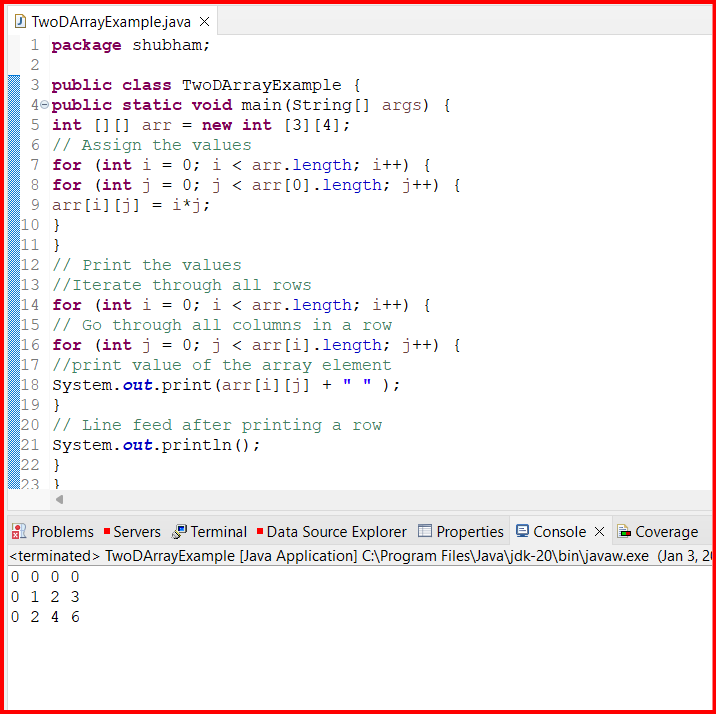 TwoDArrayExample.java
1 package shubham;
2
3 public class TwoDArrayExample {
4 public static void main(String[] args) {
5 int [][] arr = new int [3][4];
6 // Assign the values
7 for (int i = 0; i < arr.length; i++) {
8 for (int j = 0; j < arr[0].length; j++) {
9 arr[i][j] = i*j;
10 }
11 }
12 // Print the values
13 //Iterate through all rows
14 for (int i = 0; i < arr.length; i++) {
15 // Go through all columns in a row
16 for (int j = 0; j < arr[i].length; j++) {
17 //print value of the array element
18 System.out.print(arr[i][j] + " " );
19 }
20 // Line feed after printing a row
21 System.out.println();
22 }
23 }
Problems Servers Terminal Data Source Explorer Properties Console Coverage
<terminated> TwoDArrayExample [Java Application] C:\Program Files\Java\jdk-20\bin\javaw.exe (Jan 3, 20
0 0 0 0
0 1 2 3
0 2 4 6